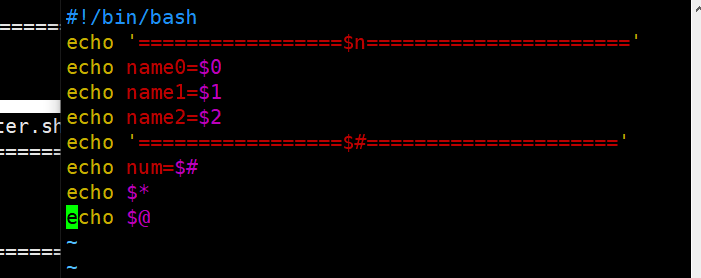 ======
ter.sh
======
======
#!/bin/bash
echo '=================$n======================'
echo name0=$0
echo name1=$1
echo name2=$2
echo '=================$#====================='
echo num=$#
echo $*
echo $@
~
~